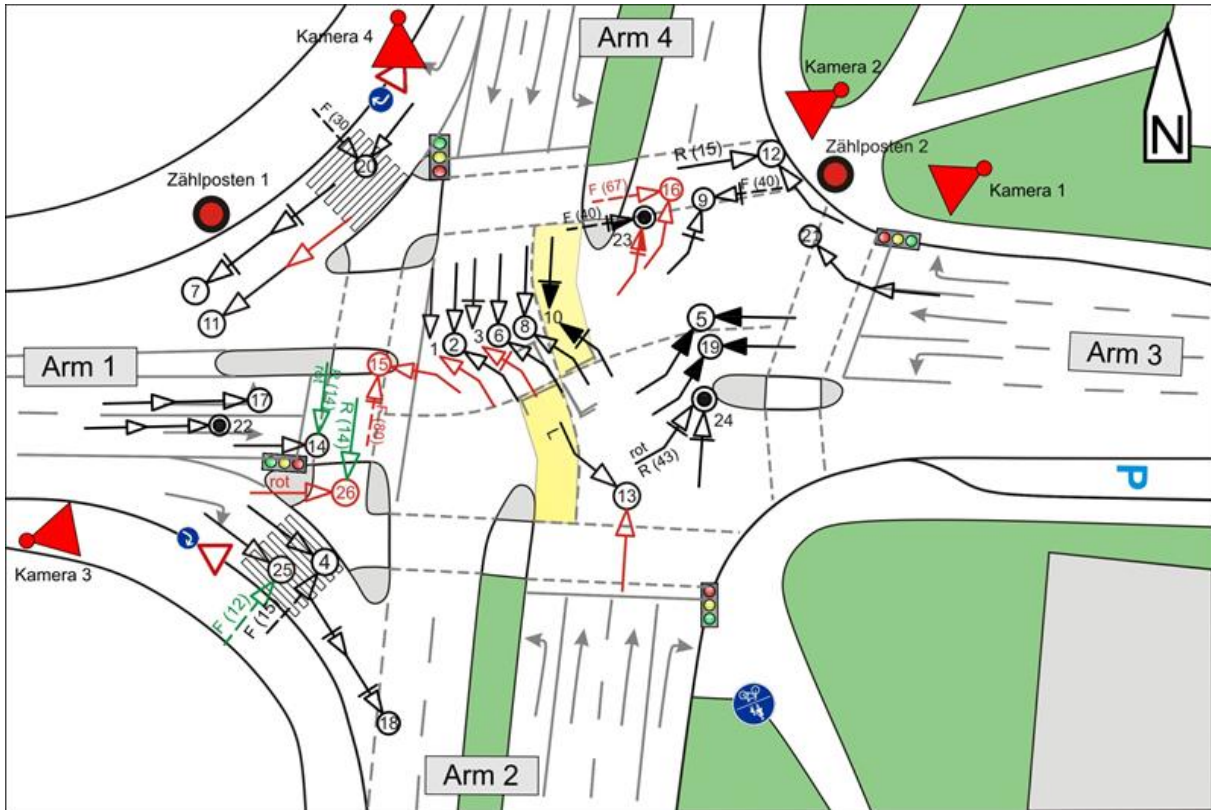 Kamera 4
Arm 4
Kamera 2
N
F (30)
20
Zählposten 1
R (15)
12
Zählposten 2
F (67)
16
9
F (40)
Kamera 1
F (40)
23
21
7
11
10
5
1
2
3
6
8
19
Arm 1
15
Arm 3
rot
R (14)
R (14)
F (80)
17
22
24
14
L
rot
R (43)
rot
26
13
P
Kamera 3
25
4
F (12)
F (15)
18
Arm 2